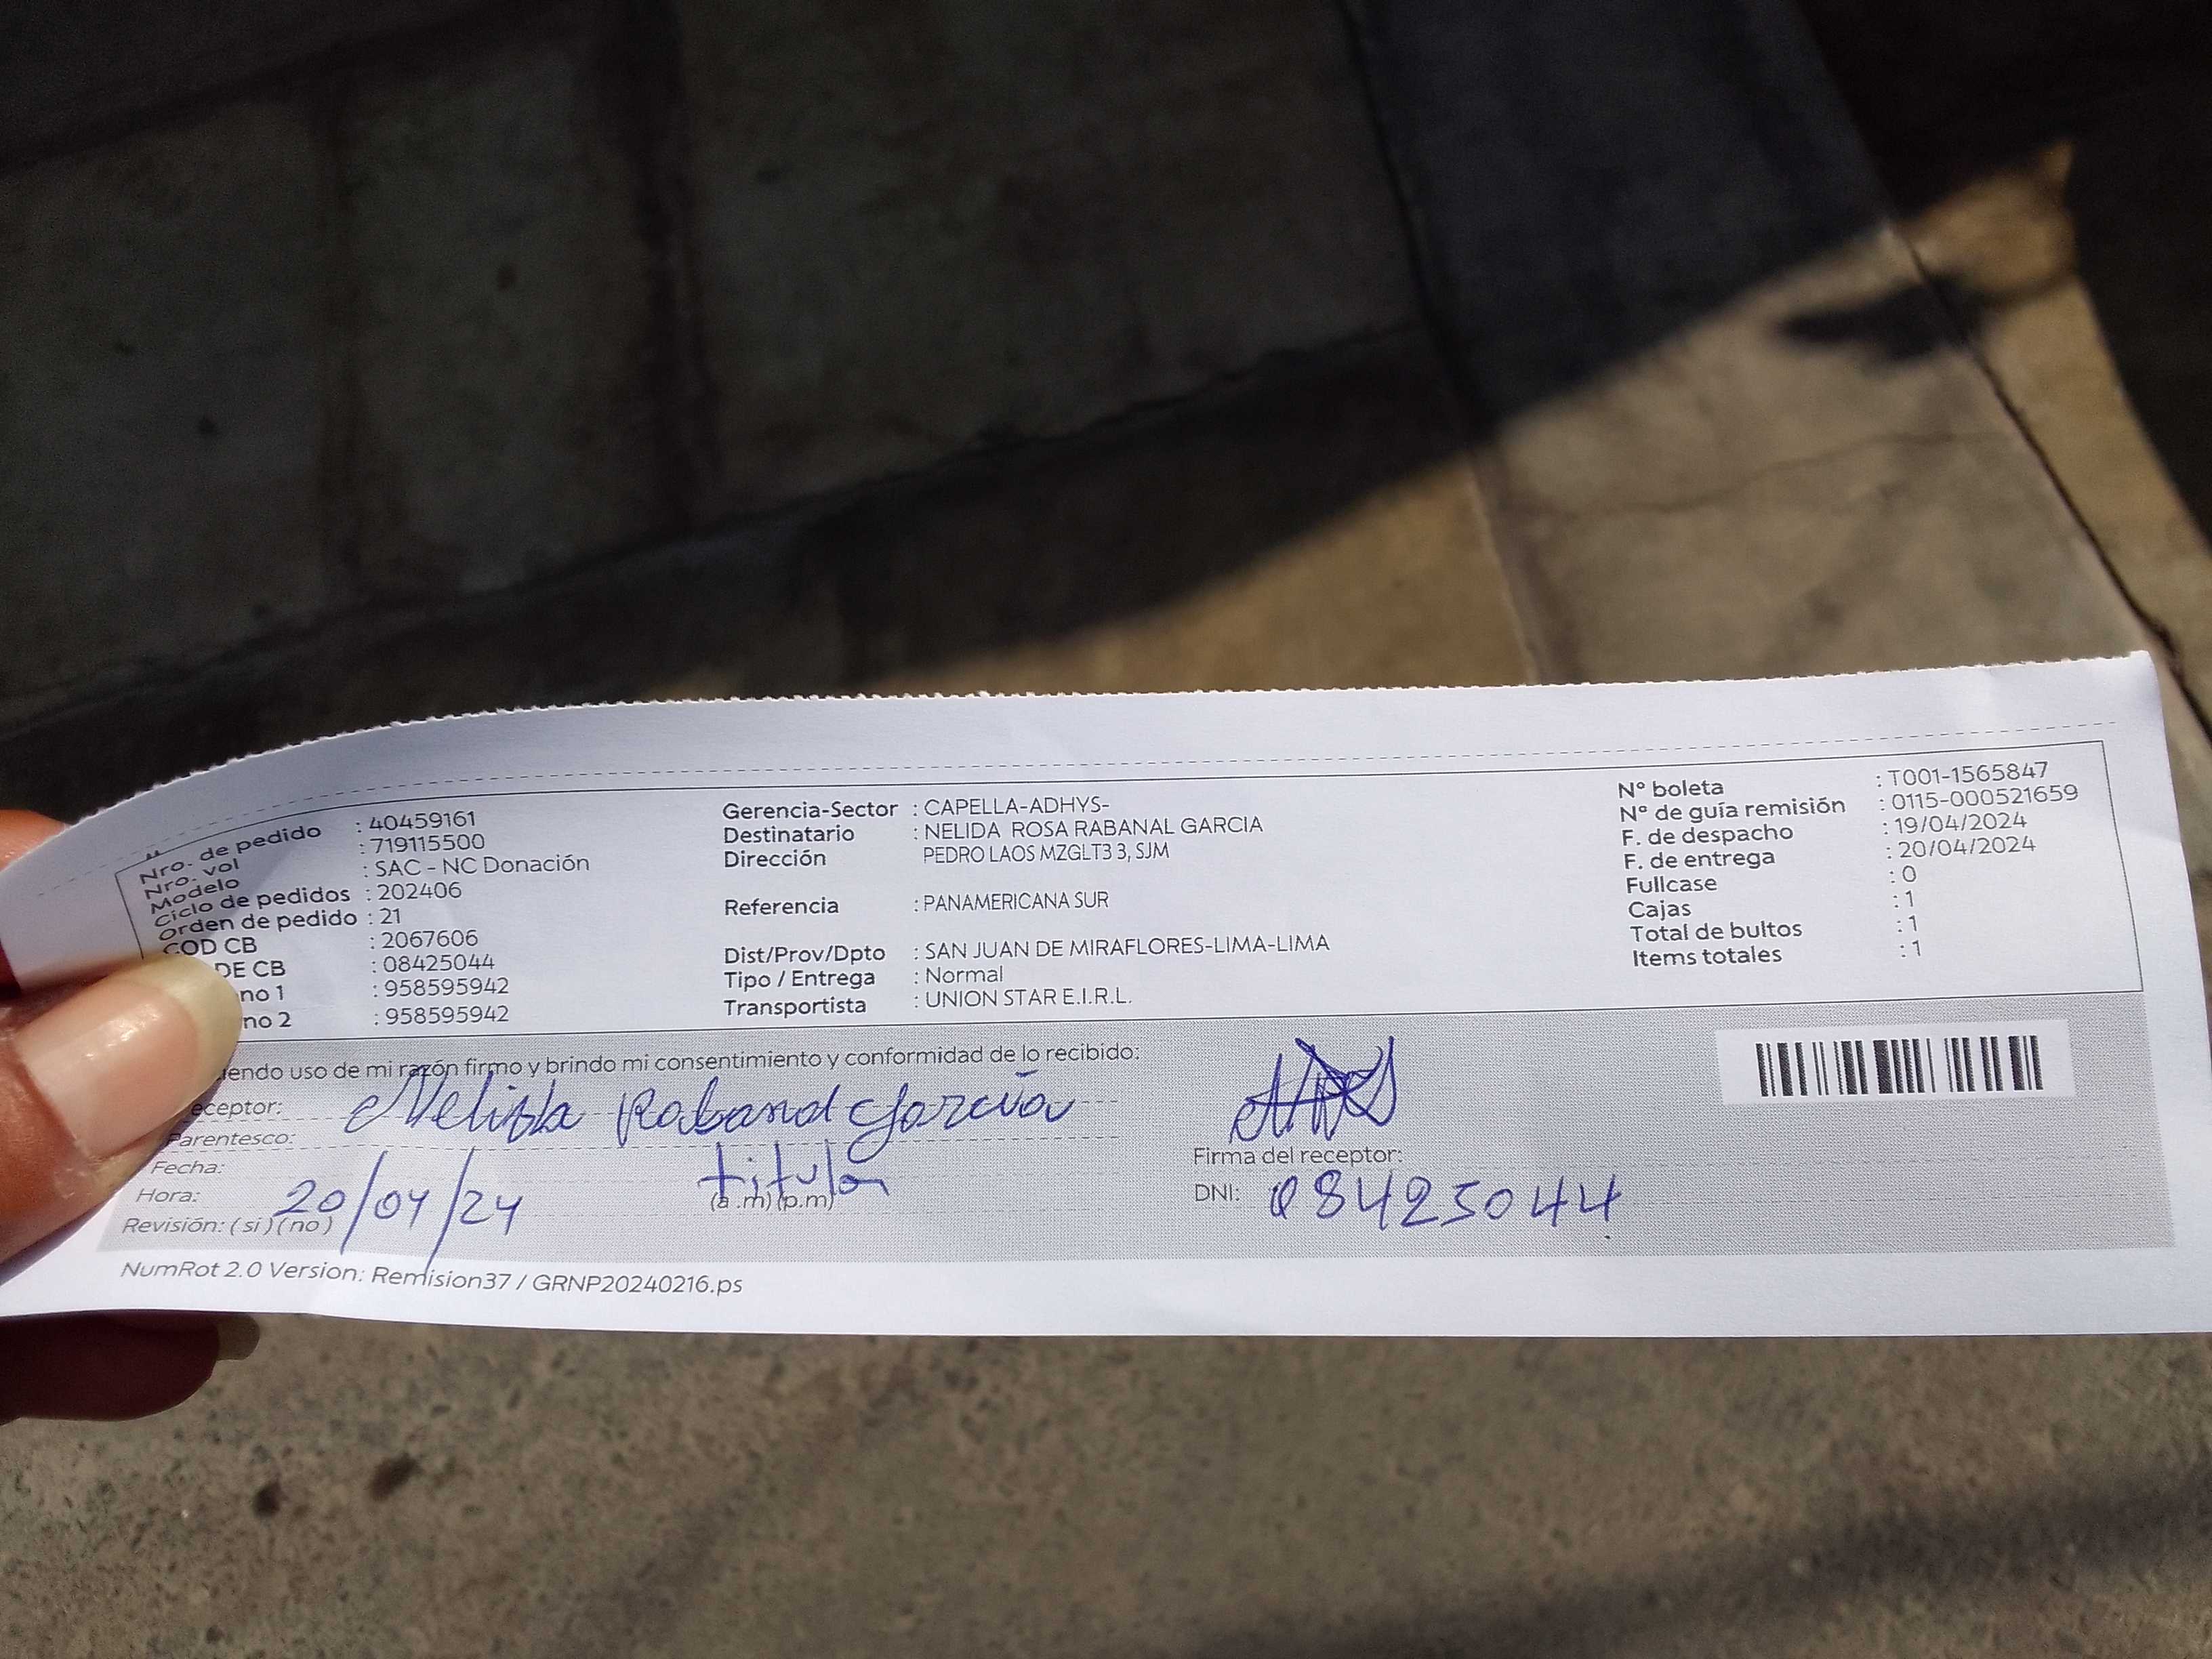 Nro. de pedido : 40459161
Nro. vol : 719115500
Modelo : SAC - NC Donación
Ciclo de pedidos : 202406
Orden de pedido : 21
COD CB : 2067606
DE CB : 08425044
no 1 : 958595942
no 2 : 958595942
Gerencia-Sector : CAPELLA-ADHYS-
Destinatario : NELIDA ROSA RABANAL GARCIA
Dirección PEDRO LAOS MZGLT3 3, SJM
Referencia : PANAMERICANA SUR
Dist/Prov/Dpto : SAN JUAN DE MIRAFLORES-LIMA-LIMA
Tipo / Entrega : Normal
Transportista : UNION STAR E.I.R.L.
Nº boleta : T001-1565847
Nº de guía remisión : 0115-000521659
F. de despacho : 19/04/2024
F. de entrega : 20/04/2024
Fullcase : 0
Cajas : 1
Total de bultos : 1
Items totales : 1
iendo uso de mi razón firmo y brindo mi consentimiento y conformidad de lo recibido:
eceptor: Nelida Rabanal Garcia
Parentesco: titular
Fecha: 20/04/24
Hora: (a .m) (p.m)
Revisión: ( si ) ( no )
Firma del receptor:
DNI: 08425044
NumRot 2.0 Version: Remision37 / GRNP20240216.ps